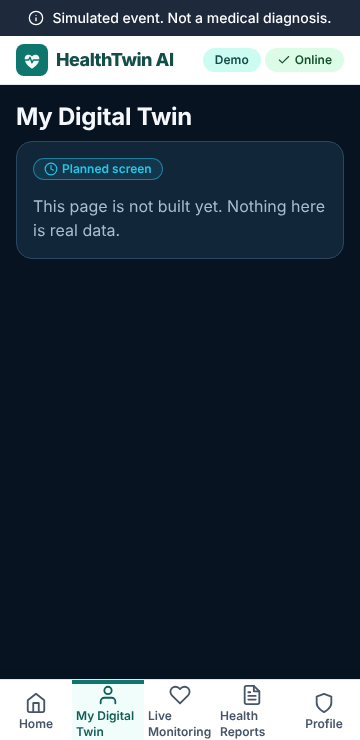 Simulated event. Not a medical diagnosis.
HealthTwin AI
Demo
Online
My Digital Twin
Planned screen
This page is not built yet. Nothing here
is real data.
Home
My Digital
Twin
Live
Monitoring
Health
Reports
Profile